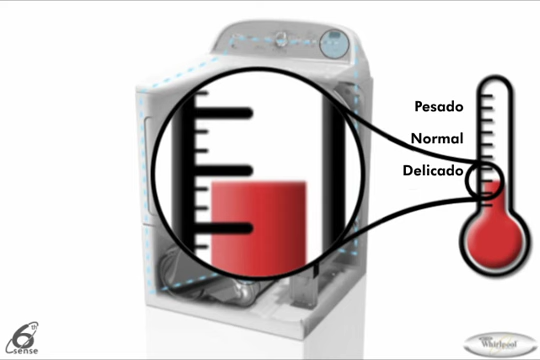 Pesado
Normal
Delicado
6th
sense
Whirlpool